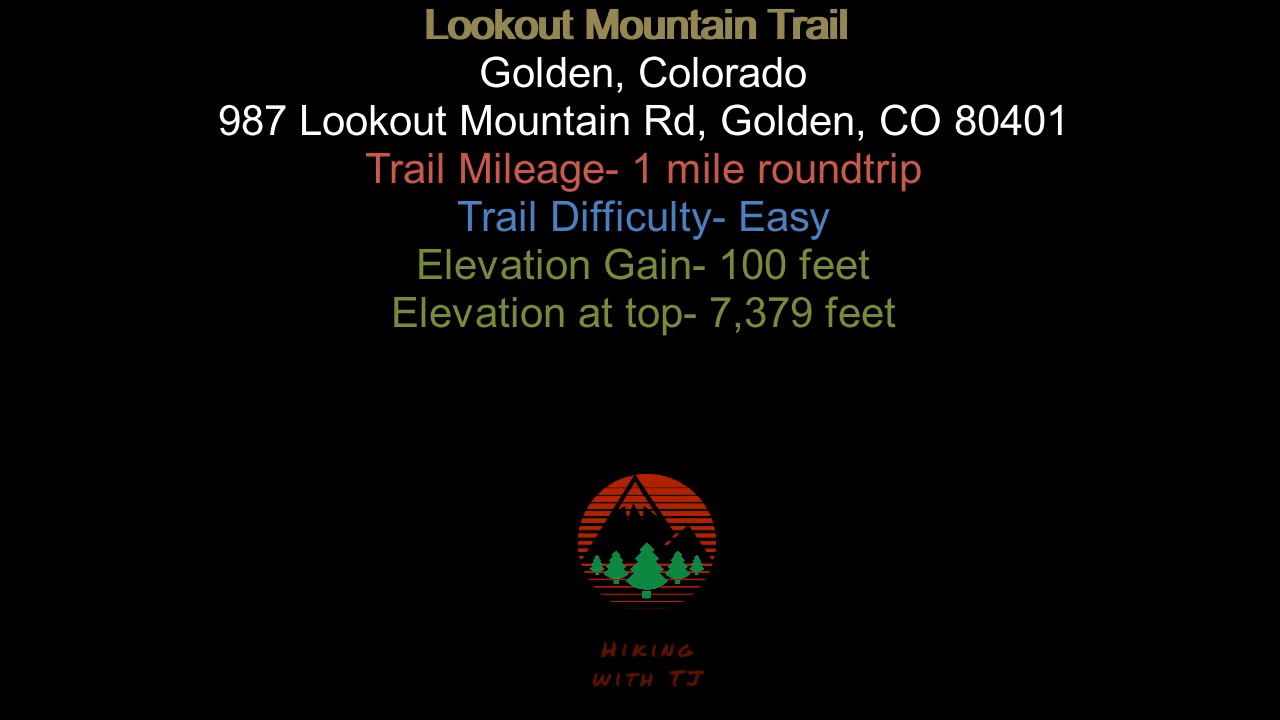 Lookout Mountain Trail
Golden, Colorado
987 Lookout Mountain Rd, Golden, CO 80401
Trail Mileage- 1 mile roundtrip
Trail Difficulty- Easy
Elevation Gain- 100 feet
Elevation at top- 7,379 feet
Hiking
with TJ